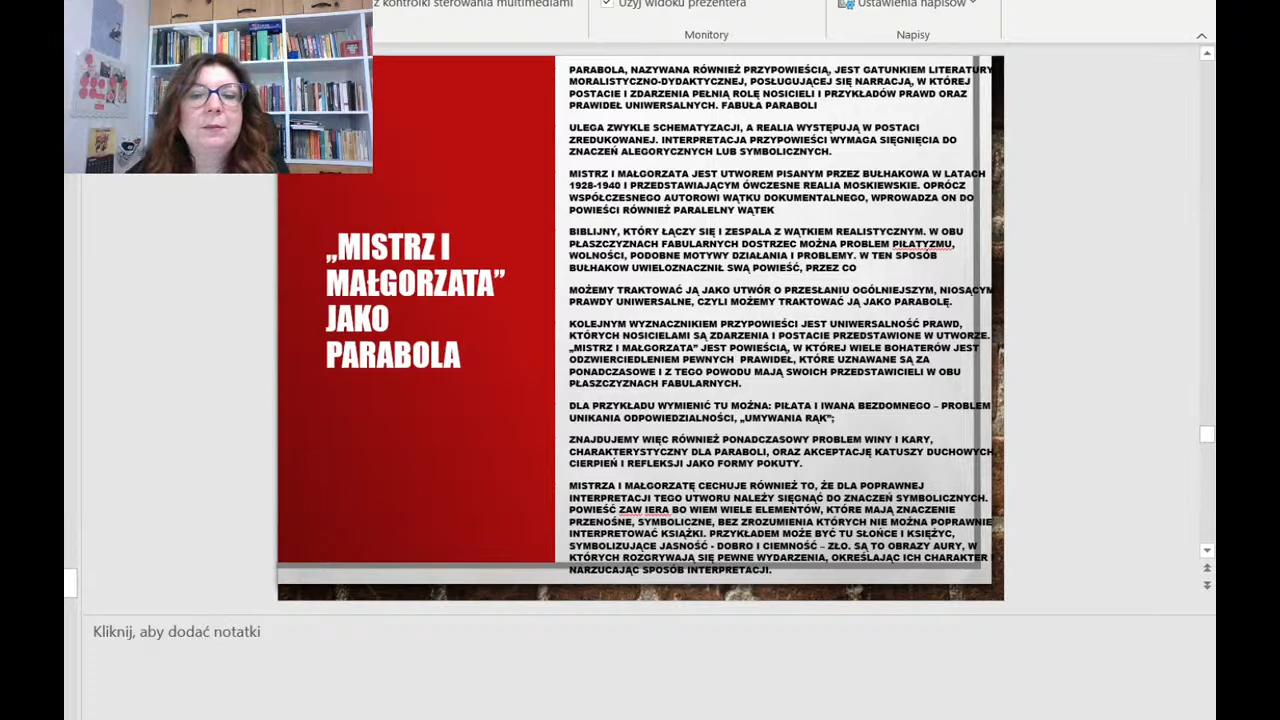 z kontrolki sterowania multimediami
Użyj widoku prezentera
Ustawienia napisów
Monitory
Napisy
„MISTRZ I
MAŁGORZATA”
JAKO
PARABOLA
PARABOLA, NAZYWANA RÓWNIEŻ PRZYPOWIEŚCIĄ, JEST GATUNKIEM LITERATURY
MORALISTYCZNO-DYDAKTYCZNEJ, POSŁUGUJĄCEJ SIĘ NARRACJĄ, W KTÓREJ
POSTACIE I ZDARZENIA PEŁNIĄ ROLĘ NOSICIELI I PRZYKŁADÓW PRAWD ORAZ
PRAWIDEŁ UNIWERSALNYCH. FABUŁA PARABOLI
ULEGA ZWYKLE SCHEMATYZACJI, A REALIA WYSTĘPUJĄ W POSTACI
ZREDUKOWANEJ. INTERPRETACJA PRZYPOWIEŚCI WYMAGA SIĘGNIĘCIA DO
ZNACZEŃ ALEGORYCZNYCH LUB SYMBOLICZNYCH.
MISTRZ I MAŁGORZATA JEST UTWOREM PISANYM PRZEZ BUŁHAKOWA W LATACH
1928-1940 I PRZEDSTAWIAJĄCYM ÓWCZESNE REALIA MOSKIEWSKIE. OPRÓCZ
WSPÓŁCZESNEGO AUTOROWI WĄTKU DOKUMENTALNEGO, WPROWADZA ON DO
POWIEŚCI RÓWNIEŻ PARALELNY WĄTEK
BIBLIJNY, KTÓRY ŁĄCZY SIĘ I ZESPALA Z WĄTKIEM REALISTYCZNYM. W OBU
PŁASZCZYZNACH FABULARNYCH DOSTRZEC MOŻNA PROBLEM PIŁATYZMU,
WOLNOŚCI, PODOBNE MOTYWY DZIAŁANIA I PROBLEMY. W TEN SPOSÓB
BUŁHAKOW UWIELOZNACZNIŁ SWĄ POWIEŚĆ, PRZEZ CO
MOŻEMY TRAKTOWAĆ JĄ JAKO UTWÓR O PRZESŁANIU OGÓLNIEJSZYM, NIOSĄCYM
PRAWDY UNIWERSALNE, CZYLI MOŻEMY TRAKTOWAĆ JĄ JAKO PARABOLĘ.
KOLEJNYM WYZNACZNIKIEM PRZYPOWIEŚCI JEST UNIWERSALNOŚĆ PRAWD,
KTÓRYCH NOSICIELAMI SĄ ZDARZENIA I POSTACIE PRZEDSTAWIONE W UTWORZE.
„MISTRZ I MAŁGORZATA” JEST POWIEŚCIĄ, W KTÓREJ WIELE BOHATERÓW JEST
ODZWIERCIEDLENIEM PEWNYCH PRAWIDEŁ, KTÓRE UZNAWANE SĄ ZA
PONADCZASOWE I Z TEGO POWODU MAJĄ SWOICH PRZEDSTAWICIELI W OBU
PŁASZCZYZNACH FABULARNYCH.
DLA PRZYKŁADU WYMIENIĆ TU MOŻNA: PIŁATA I IWANA BEZDOMNEGO – PROBLEM
UNIKANIA ODPOWIEDZIALNOŚCI, „UMYWANIA RĄK”;
ZNAJDUJEMY WIĘC RÓWNIEŻ PONADCZASOWY PROBLEM WINY I KARY,
CHARAKTERYSTYCZNY DLA PARABOLI, ORAZ AKCEPTACJĘ KATUSZY DUCHOWYCH
CIERPIEŃ I REFLEKSJI JAKO FORMY POKUTY.
MISTRZA I MAŁGORZATĘ CECHUJE RÓWNIEŻ TO, ŻE DLA POPRAWNEJ
INTERPRETACJI TEGO UTWORU NALEŻY SIĘGNĄĆ DO ZNACZEŃ SYMBOLICZNYCH.
POWIEŚĆ ZAW IERA BO WIEM WIELE ELEMENTÓW, KTÓRE MAJĄ ZNACZENIE
PRZENOŚNE, SYMBOLICZNE, BEZ ZROZUMIENIA KTÓRYCH NIE MOŻNA POPRAWNIE
INTERPRETOWAĆ KSIĄŻKI. PRZYKŁADEM MOŻE BYĆ TU SŁOŃCE I KSIĘŻYC,
SYMBOLIZUJĄCE JASNOŚĆ - DOBRO I CIEMNOŚĆ – ZŁO. SĄ TO OBRAZY AURY, W
KTÓRYCH ROZGRYWAJĄ SIĘ PEWNE WYDARZENIA, OKREŚLAJĄC ICH CHARAKTER I
NARZUCAJĄC SPOSÓB INTERPRETACJI.
Kliknij, aby dodać notatki